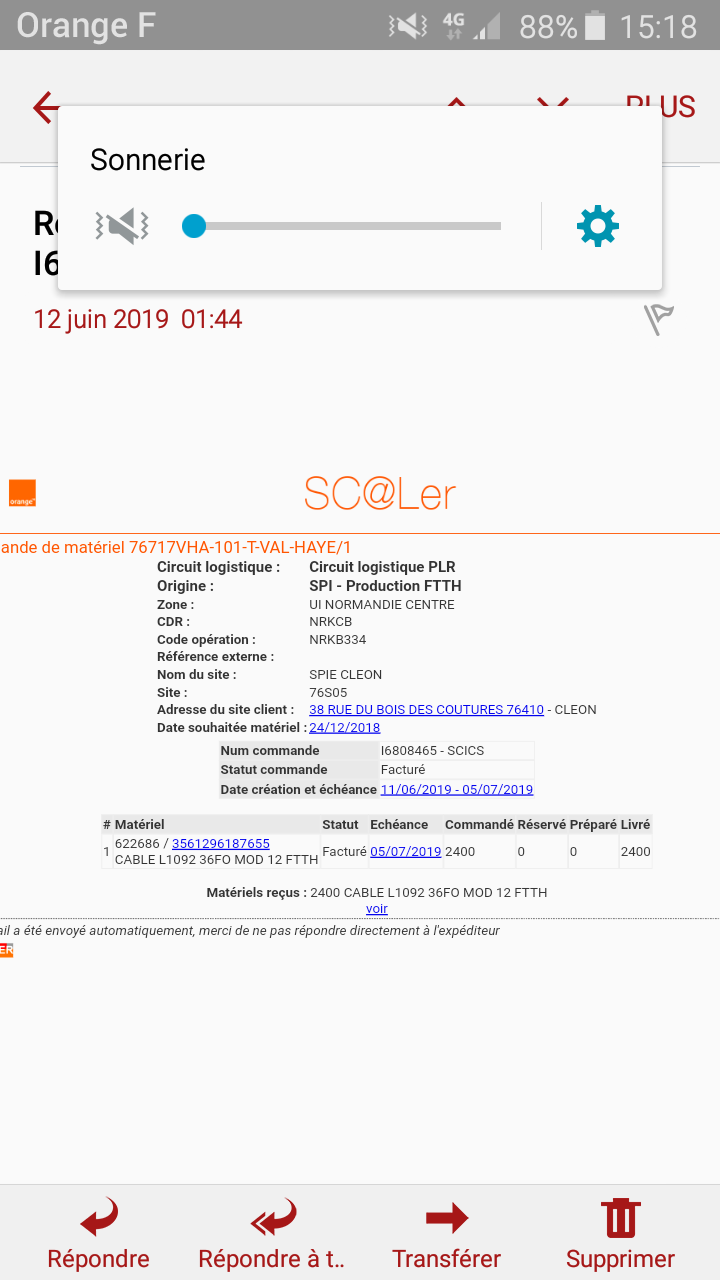 Orange F 4G 88% 15:18
PLUS
Sonnerie
I6
12 juin 2019 01:44
orange
SC@Ler
ande de matériel 76717VHA-101-T-VAL-HAYE/1
Circuit logistique : Circuit logistique PLR
Origine : SPI - Production FTTH
Zone : UI NORMANDIE CENTRE
CDR : NRKCB
Code opération : NRKB334
Référence externe :
Nom du site : SPIE CLEON
Site : 76S05
Adresse du site client : 38 RUE DU BOIS DES COUTURES 76410 - CLEON
Date souhaitée matériel : 24/12/2018
Num commande I6808465 - SCICS
Statut commande Facturé
Date création et échéance 11/06/2019 - 05/07/2019
# Matériel Statut Echéance Commandé Réservé Préparé Livré
622686 / 3561296187655
1 CABLE L1092 36FO MOD 12 FTTH Facturé 05/07/2019 2400 0 0 2400
Matériels reçus : 2400 CABLE L1092 36FO MOD 12 FTTH
voir
ail a été envoyé automatiquement, merci de ne pas répondre directement à l'expéditeur
ER
Répondre Répondre à t.. Transférer Supprimer